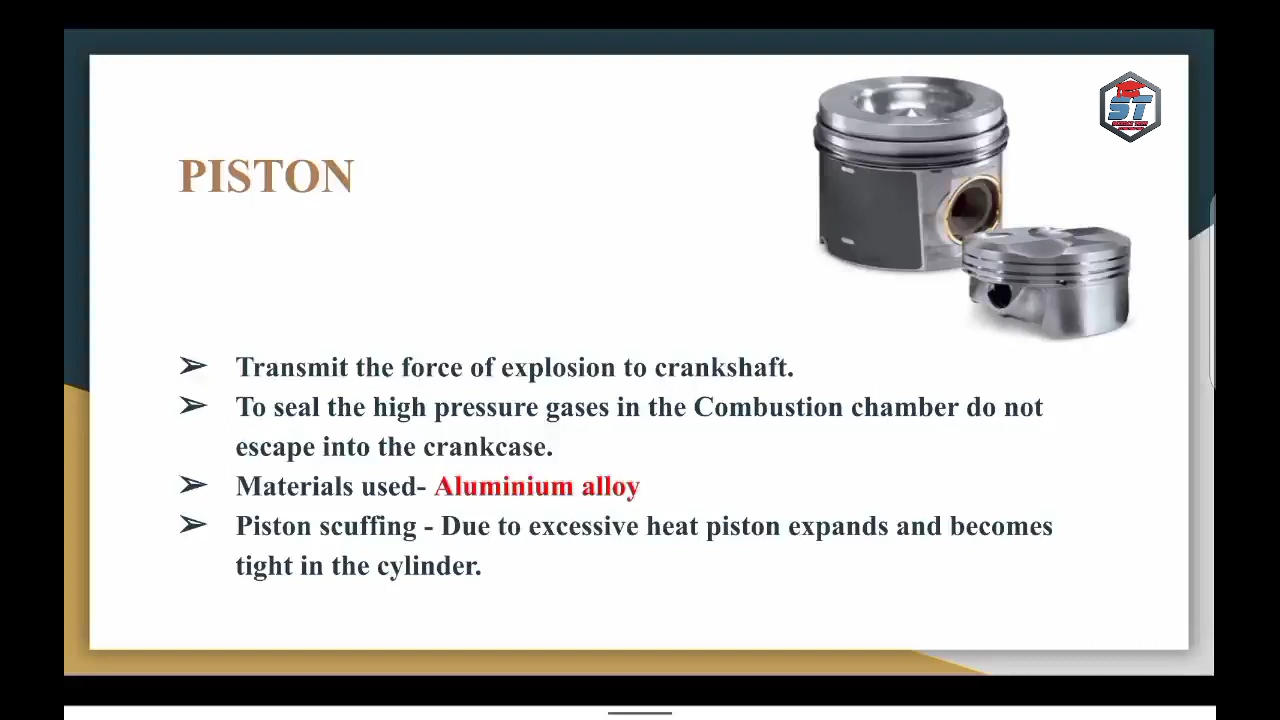 ST
PISTON
➢ Transmit the force of explosion to crankshaft.
➢ To seal the high pressure gases in the Combustion chamber do not
escape into the crankcase.
➢ Materials used- Aluminium alloy
➢ Piston scuffing - Due to excessive heat piston expands and becomes
tight in the cylinder.